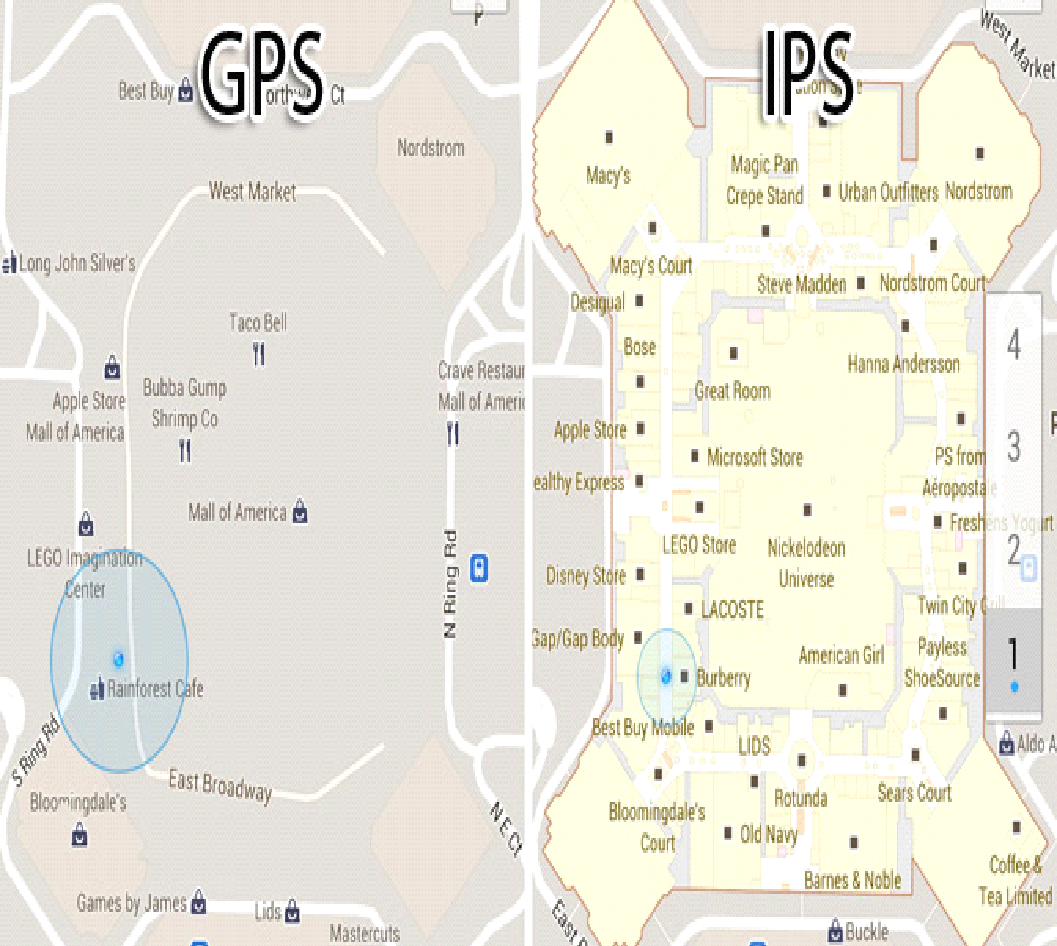 GPS
P
Best Buy
Ct
Nordstrom
West Market
Long John Silver's
Taco Bell
Apple Store
Mall of America
Bubba Gump
Shrimp Co
Crave
Mall of
Mall of America
LEGO Imagination
Center
N Ring Rd
Rainforest Cafe
S Ring Rd
East Broadway
Bloomingdale's
N E Ct
Games by James
Lids
Mastercuts
IPS
West Market
Macy's
Magic Pan
Crepe Stand
Urban Outfitters
Nordstrom
Macy's Court
Steve Madden
Nordstrom Court
Desigual
Bose
Hanna Andersson
Great Room
Apple Store
Microsoft Store
PS from
Aeropostale
ealthy Express
Freshens Yogurt
LEGO Store
Nickelodeon
Universe
Disney Store
LACOSTE
Twin City Grill
Gap/Gap Body
American Girl
Payless
ShoeSource
Burberry
Best Buy Mobile
LIDS
Rotunda
Sears Court
Bloomingdale's
Court
Old Navy
Barnes & Noble
Coffee &
Tea Limited
Aldo A
East
Buckle
4
3
2
1